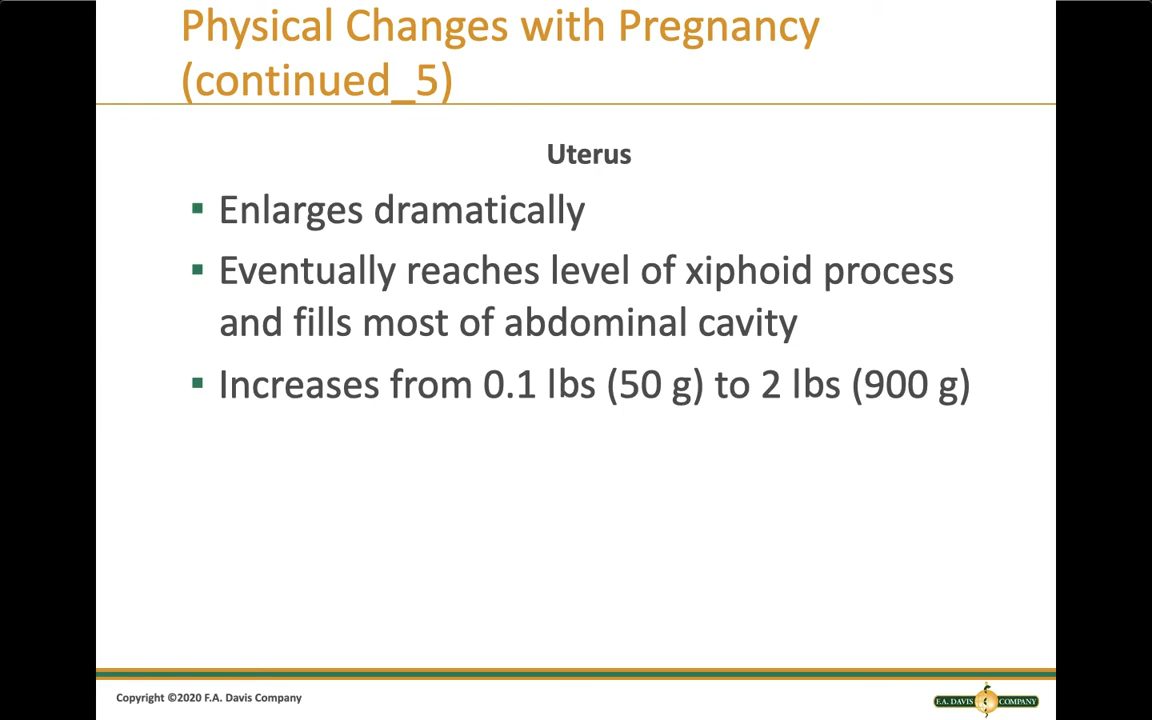 Physical Changes with Pregnancy
(continued_5)
Uterus
▪ Enlarges dramatically
▪ Eventually reaches level of xiphoid process
and fills most of abdominal cavity
▪ Increases from 0.1 lbs (50 g) to 2 lbs (900 g)
Copyright ©2020 F.A. Davis Company
F.A. DAVIS COMPANY